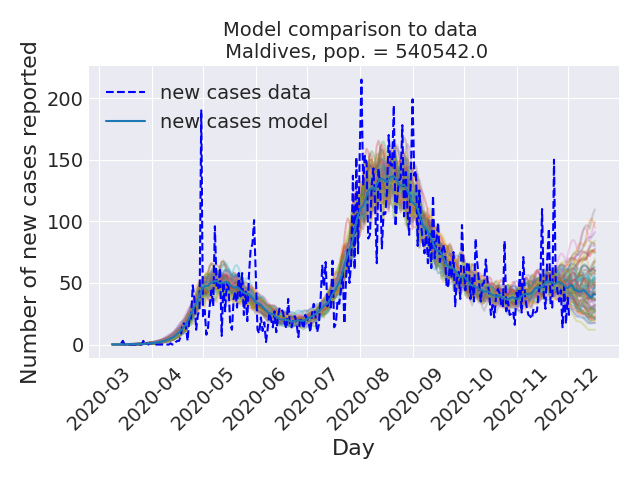 Model comparison to data
Maldives, pop. = 540542.0
Number of new cases reported
200
150
100
50
0
new cases data
new cases model
2020-03
2020-04
2020-05
2020-06
2020-07
2020-08
2020-09
2020-10
2020-11
2020-12
Day